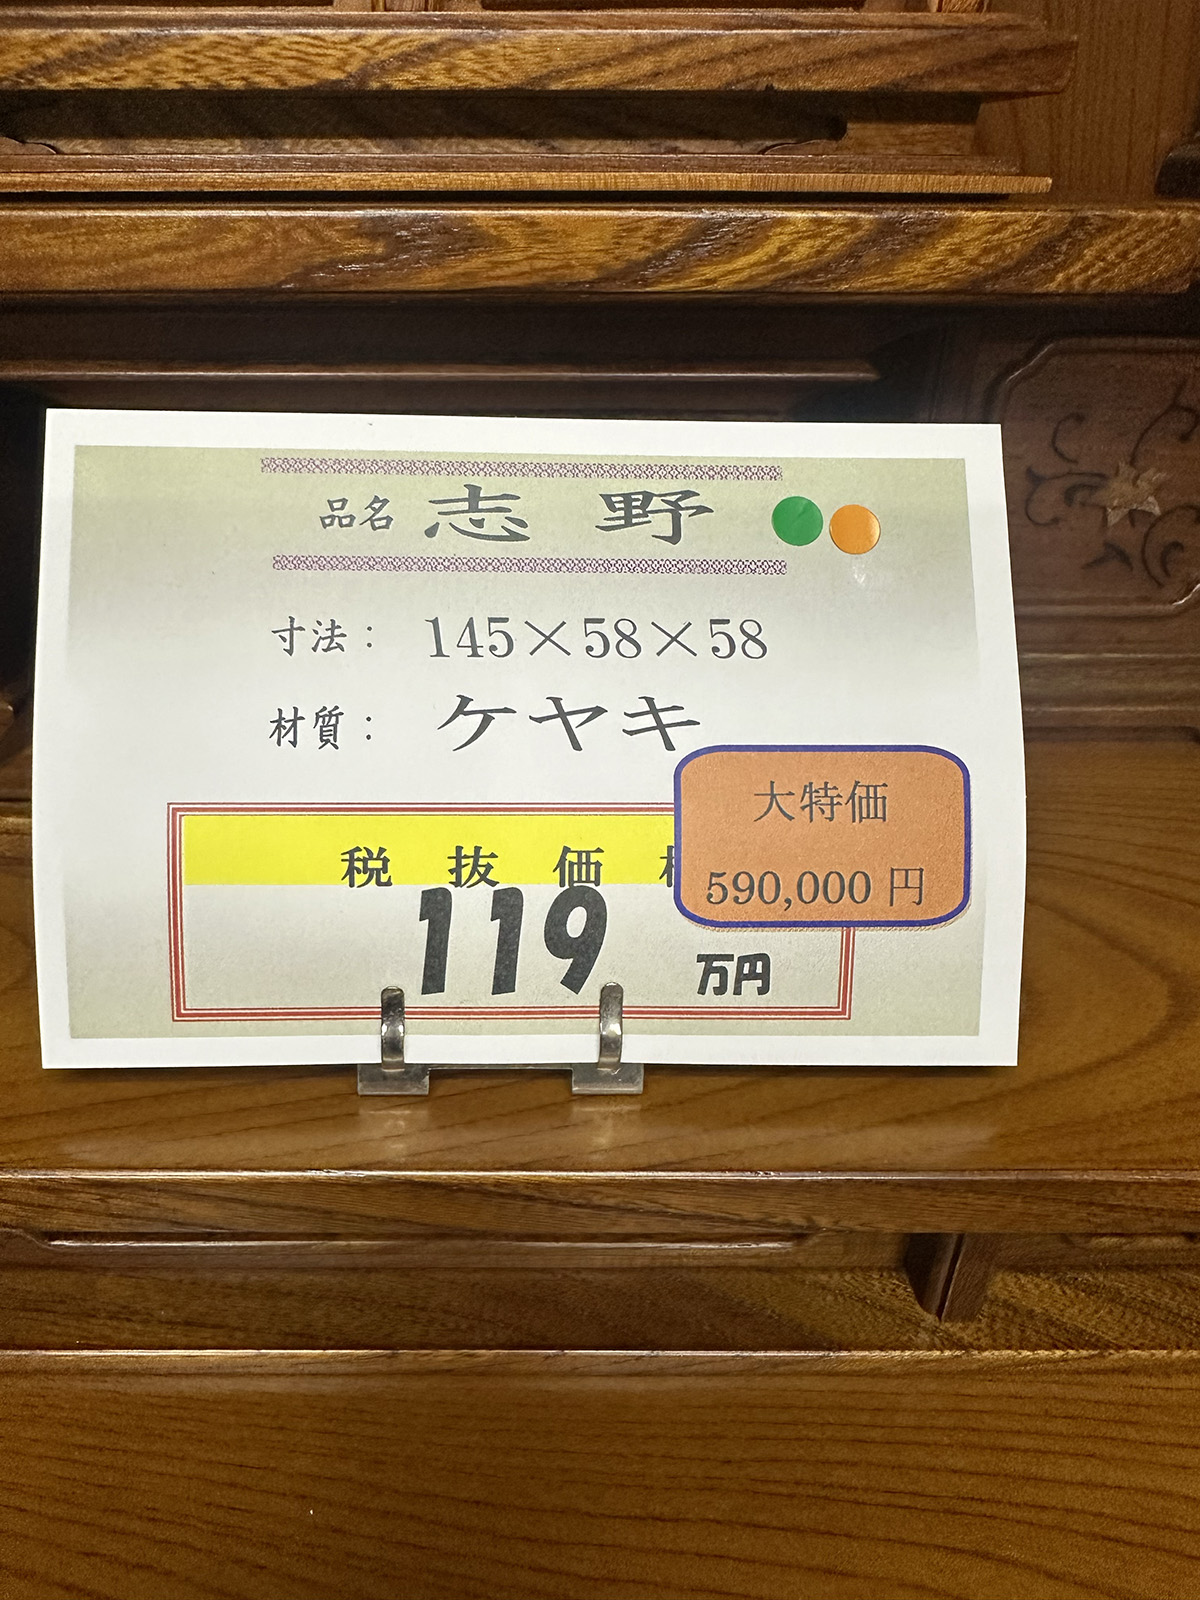 品名 志 野
寸法： 145×58×58
材質： ケヤキ
大特価
590,000 円
税 抜 価
119 万円